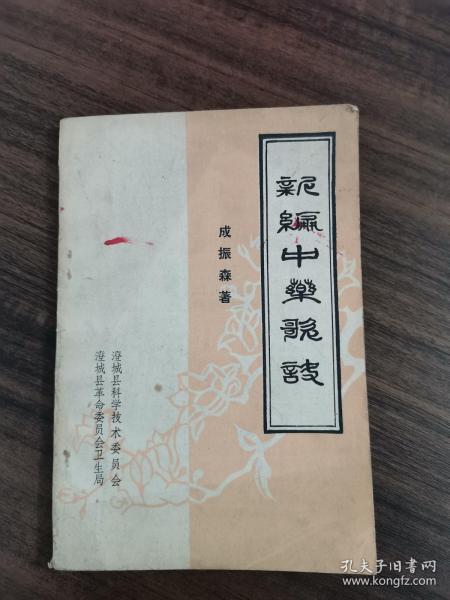 新编中药歌诀
成振森著
澄城县科学技术委员会
澄城县革命委员会卫生局
孔夫子旧书网
www.kongfz.com